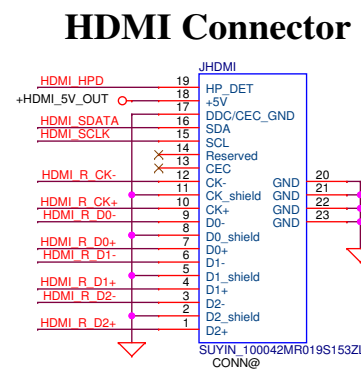 HDMI Connector
JHDMI
HDMI_HPD 19 HP_DET
+HDMI_5V_OUT 18 +5V
17 DDC/CEC_GND
HDMI_SDATA 16 SDA
HDMI_SCLK 15 SCL
14 Reserved
13 CEC
HDMI_R_CK- 12 CK- GND 20
11 CK_shield GND 21
HDMI_R_CK+ 10 CK+ GND 22
HDMI_R_D0- 9 D0- GND 23
8 D0_shield
HDMI_R_D0+ 7 D0+
HDMI_R_D1- 6 D1-
5 D1_shield
HDMI_R_D1+ 4 D1+
HDMI_R_D2- 3 D2-
2 D2_shield
HDMI_R_D2+ 1 D2+
SUYIN_100042MR019S153ZL
CONN@